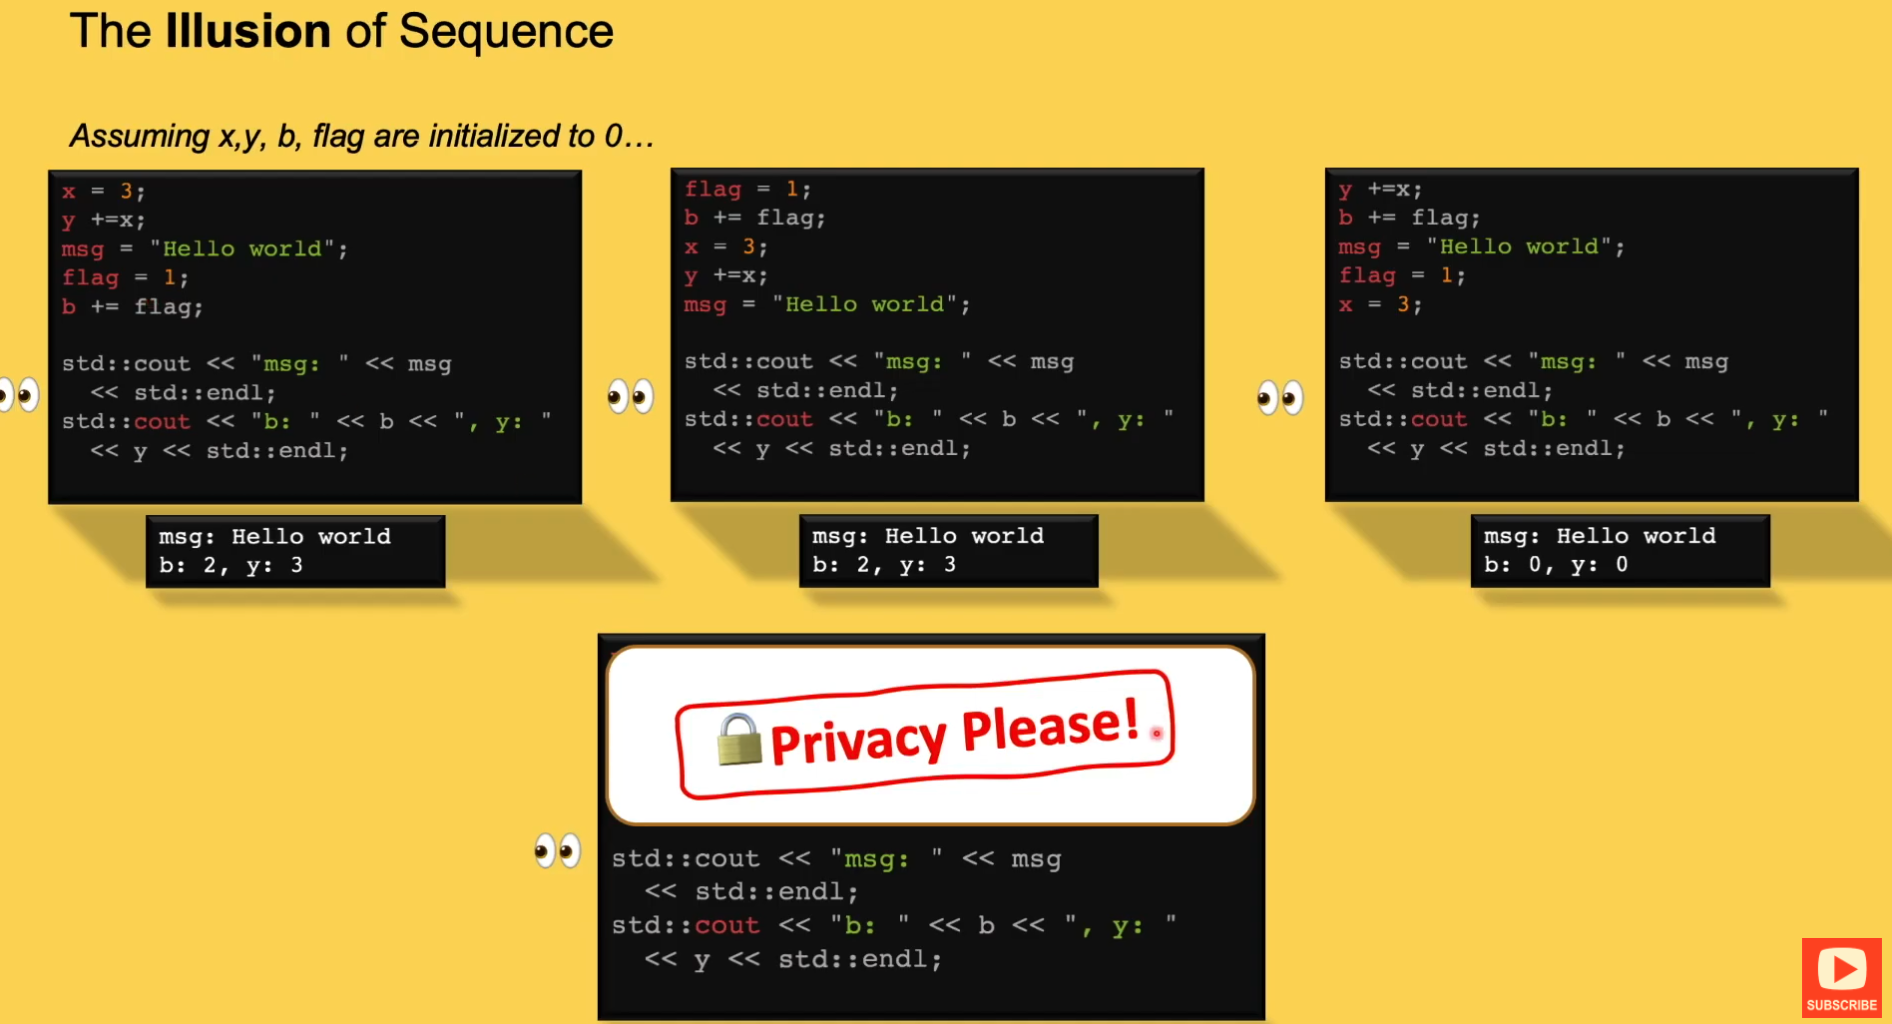 The Illusion of Sequence
Assuming x,y, b, flag are initialized to 0...
x = 3;
y +=x;
msg = "Hello world";
flag = 1;
b += flag;
std::cout << "msg: " << msg
<< std::endl;
std::cout << "b: " << b << ", y: "
<< y << std::endl;
msg: Hello world
b: 2, y: 3
flag = 1;
b += flag;
x = 3;
y +=x;
msg = "Hello world";
std::cout << "msg: " << msg
<< std::endl;
std::cout << "b: " << b << ", y: "
<< y << std::endl;
msg: Hello world
b: 2, y: 3
y +=x;
b += flag;
msg = "Hello world";
flag = 1;
x = 3;
std::cout << "msg: " << msg
<< std::endl;
std::cout << "b: " << b << ", y: "
<< y << std::endl;
msg: Hello world
b: 0, y: 0
Privacy Please!
std::cout << "msg: " << msg
<< std::endl;
std::cout << "b: " << b << ", y: "
<< y << std::endl;
SUBSCRIBE